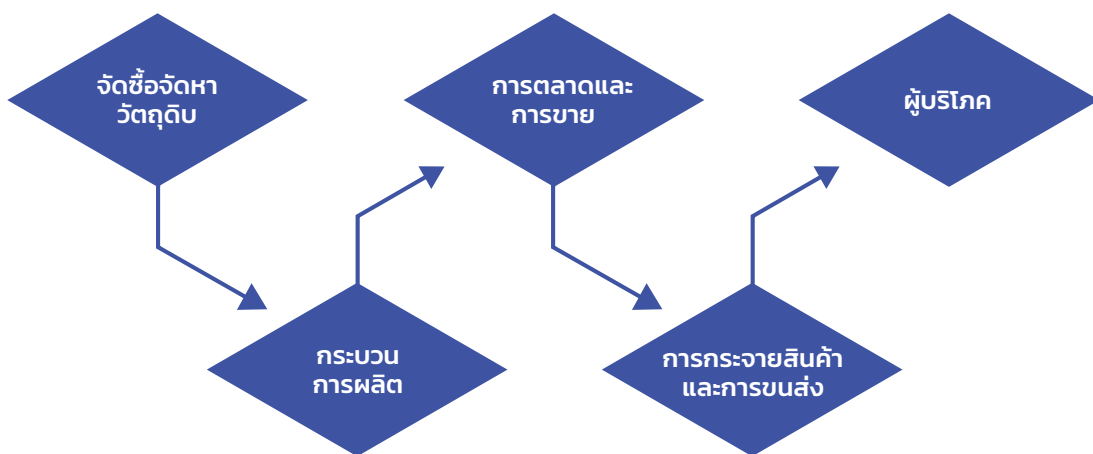 จัดซื้อจัดหา
วัตถุดิบ
กระบวน
การผลิต
การตลาดและ
การขาย
การกระจายสินค้า
และการขนส่ง
ผู้บริโภค